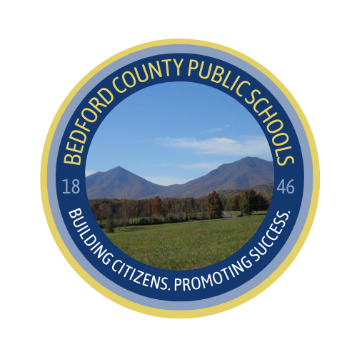 BEDFORD COUNTY PUBLIC SCHOOLS
18 46
BUILDING CITIZENS. PROMOTING SUCCESS.